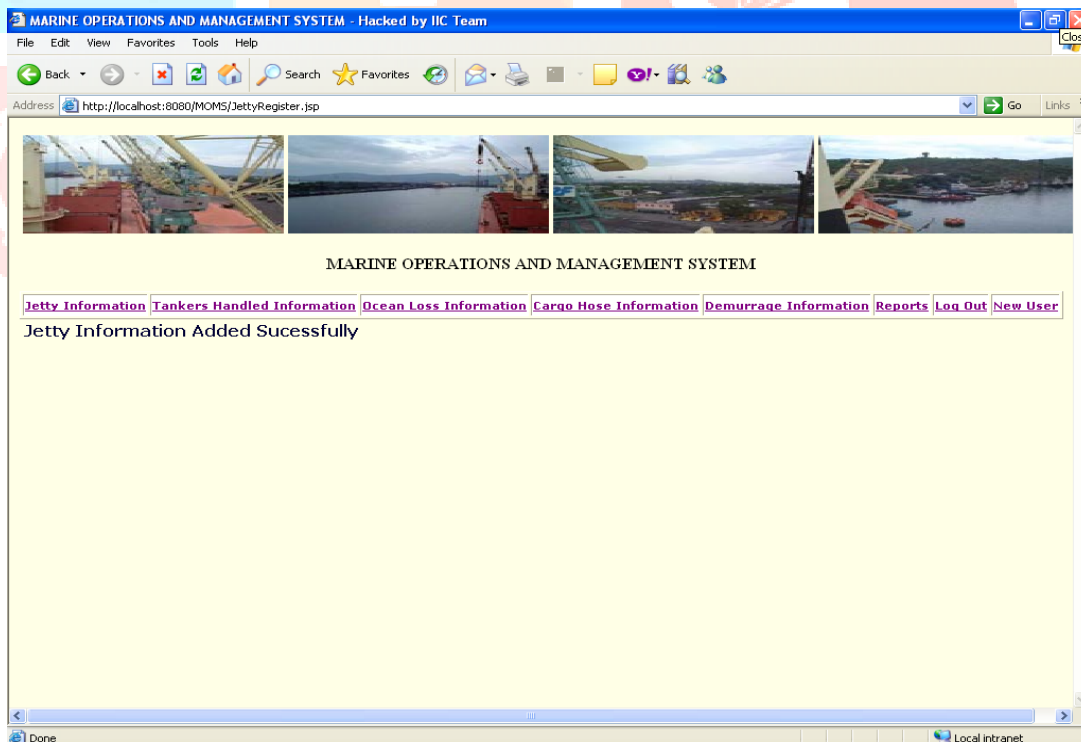 MARINE OPERATIONS AND MANAGEMENT SYSTEM - Hacked by IIC Team
Clos
File Edit View Favorites Tools Help
Back Search Favorites
Address http://localhost:8080/MOMS/JettyRegister.jsp Go Links
MARINE OPERATIONS AND MANAGEMENT SYSTEM
Jetty Information Tankers Handled Information Ocean Loss Information Cargo Hose Information Demurrage Information Reports Log Out New User
Jetty Information Added Sucessfully
Done Local intranet